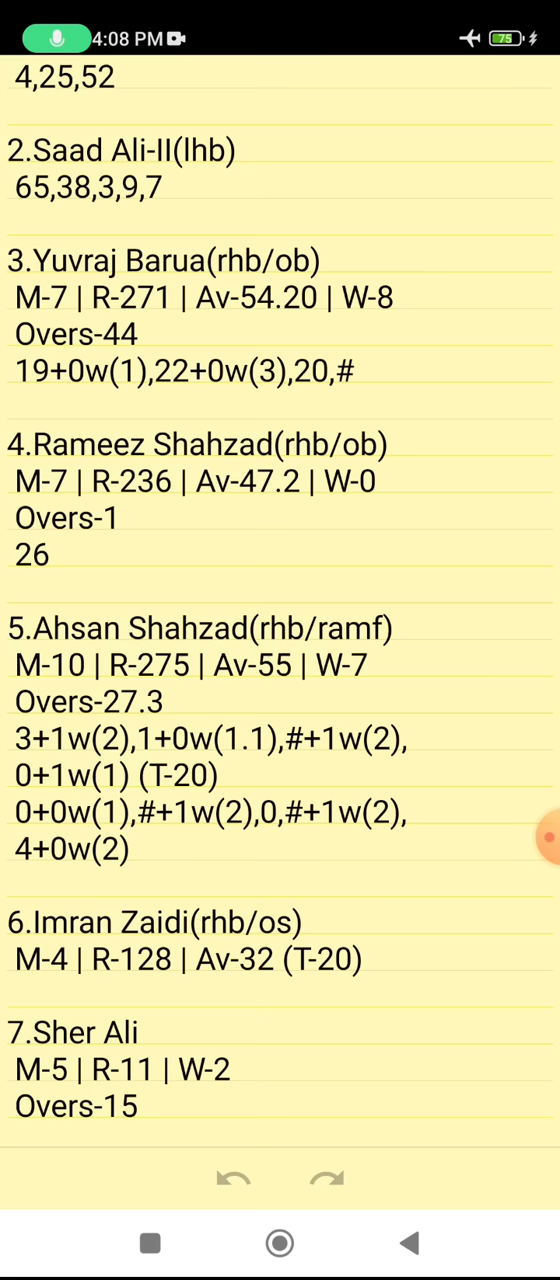 4:08 PM
75
4,25,52
2.Saad Ali-II(lhb)
65,38,3,9,7
3.Yuvraj Barua(rhb/ob)
M-7 | R-271 | Av-54.20 | W-8
Overs-44
19+0w(1),22+0w(3),20,#
4.Rameez Shahzad(rhb/ob)
M-7 | R-236 | Av-47.2 | W-0
Overs-1
26
5.Ahsan Shahzad(rhb/ramf)
M-10 | R-275 | Av-55 | W-7
Overs-27.3
3+1w(2),1+0w(1.1),#+1w(2),
0+1w(1) (T-20)
0+0w(1),#+1w(2),0,#+1w(2),
4+0w(2)
6.Imran Zaidi(rhb/os)
M-4 | R-128 | Av-32 (T-20)
7.Sher Ali
M-5 | R-11 | W-2
Overs-15